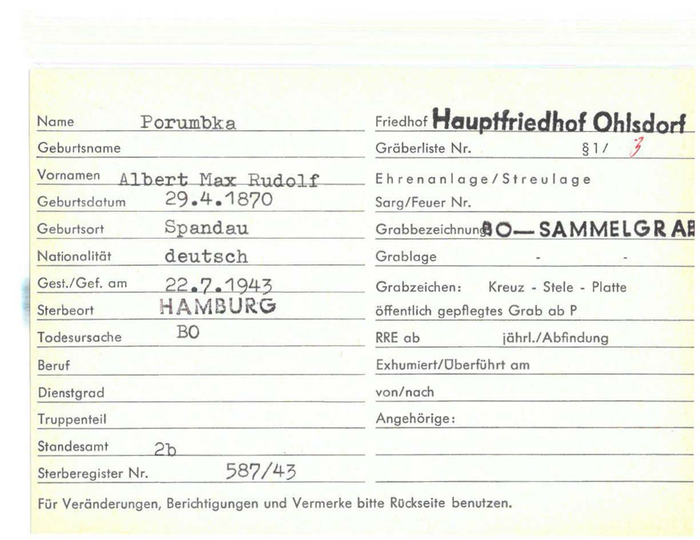 Name Porumbka
Geburtsname
Vornamen Albert Max Rudolf
Geburtsdatum 29.4.1870
Geburtsort Spandau
Nationalität deutsch
Gest./Gef. am 22.7.1943
Sterbeort HAMBURG
Todesursache BO
Beruf
Dienstgrad
Truppenteil
Standesamt 2b
Sterberegister Nr. 587/43
Friedhof Hauptfriedhof Ohlsdorf
Gräberliste Nr. §1/ 3
Ehrenanlage/Streulage
Sarg/Feuer Nr.
Grabbezeichnung BO— SAMMELGRAB
Grablage - -
Grabzeichen: Kreuz - Stele - Platte
öffentlich gepflegtes Grab ab P
RRE ab jährl./Abfindung
Exhumiert/Überführt am
von/nach
Angehörige:
Für Veränderungen, Berichtigungen und Vermerke bitte Rückseite benutzen.